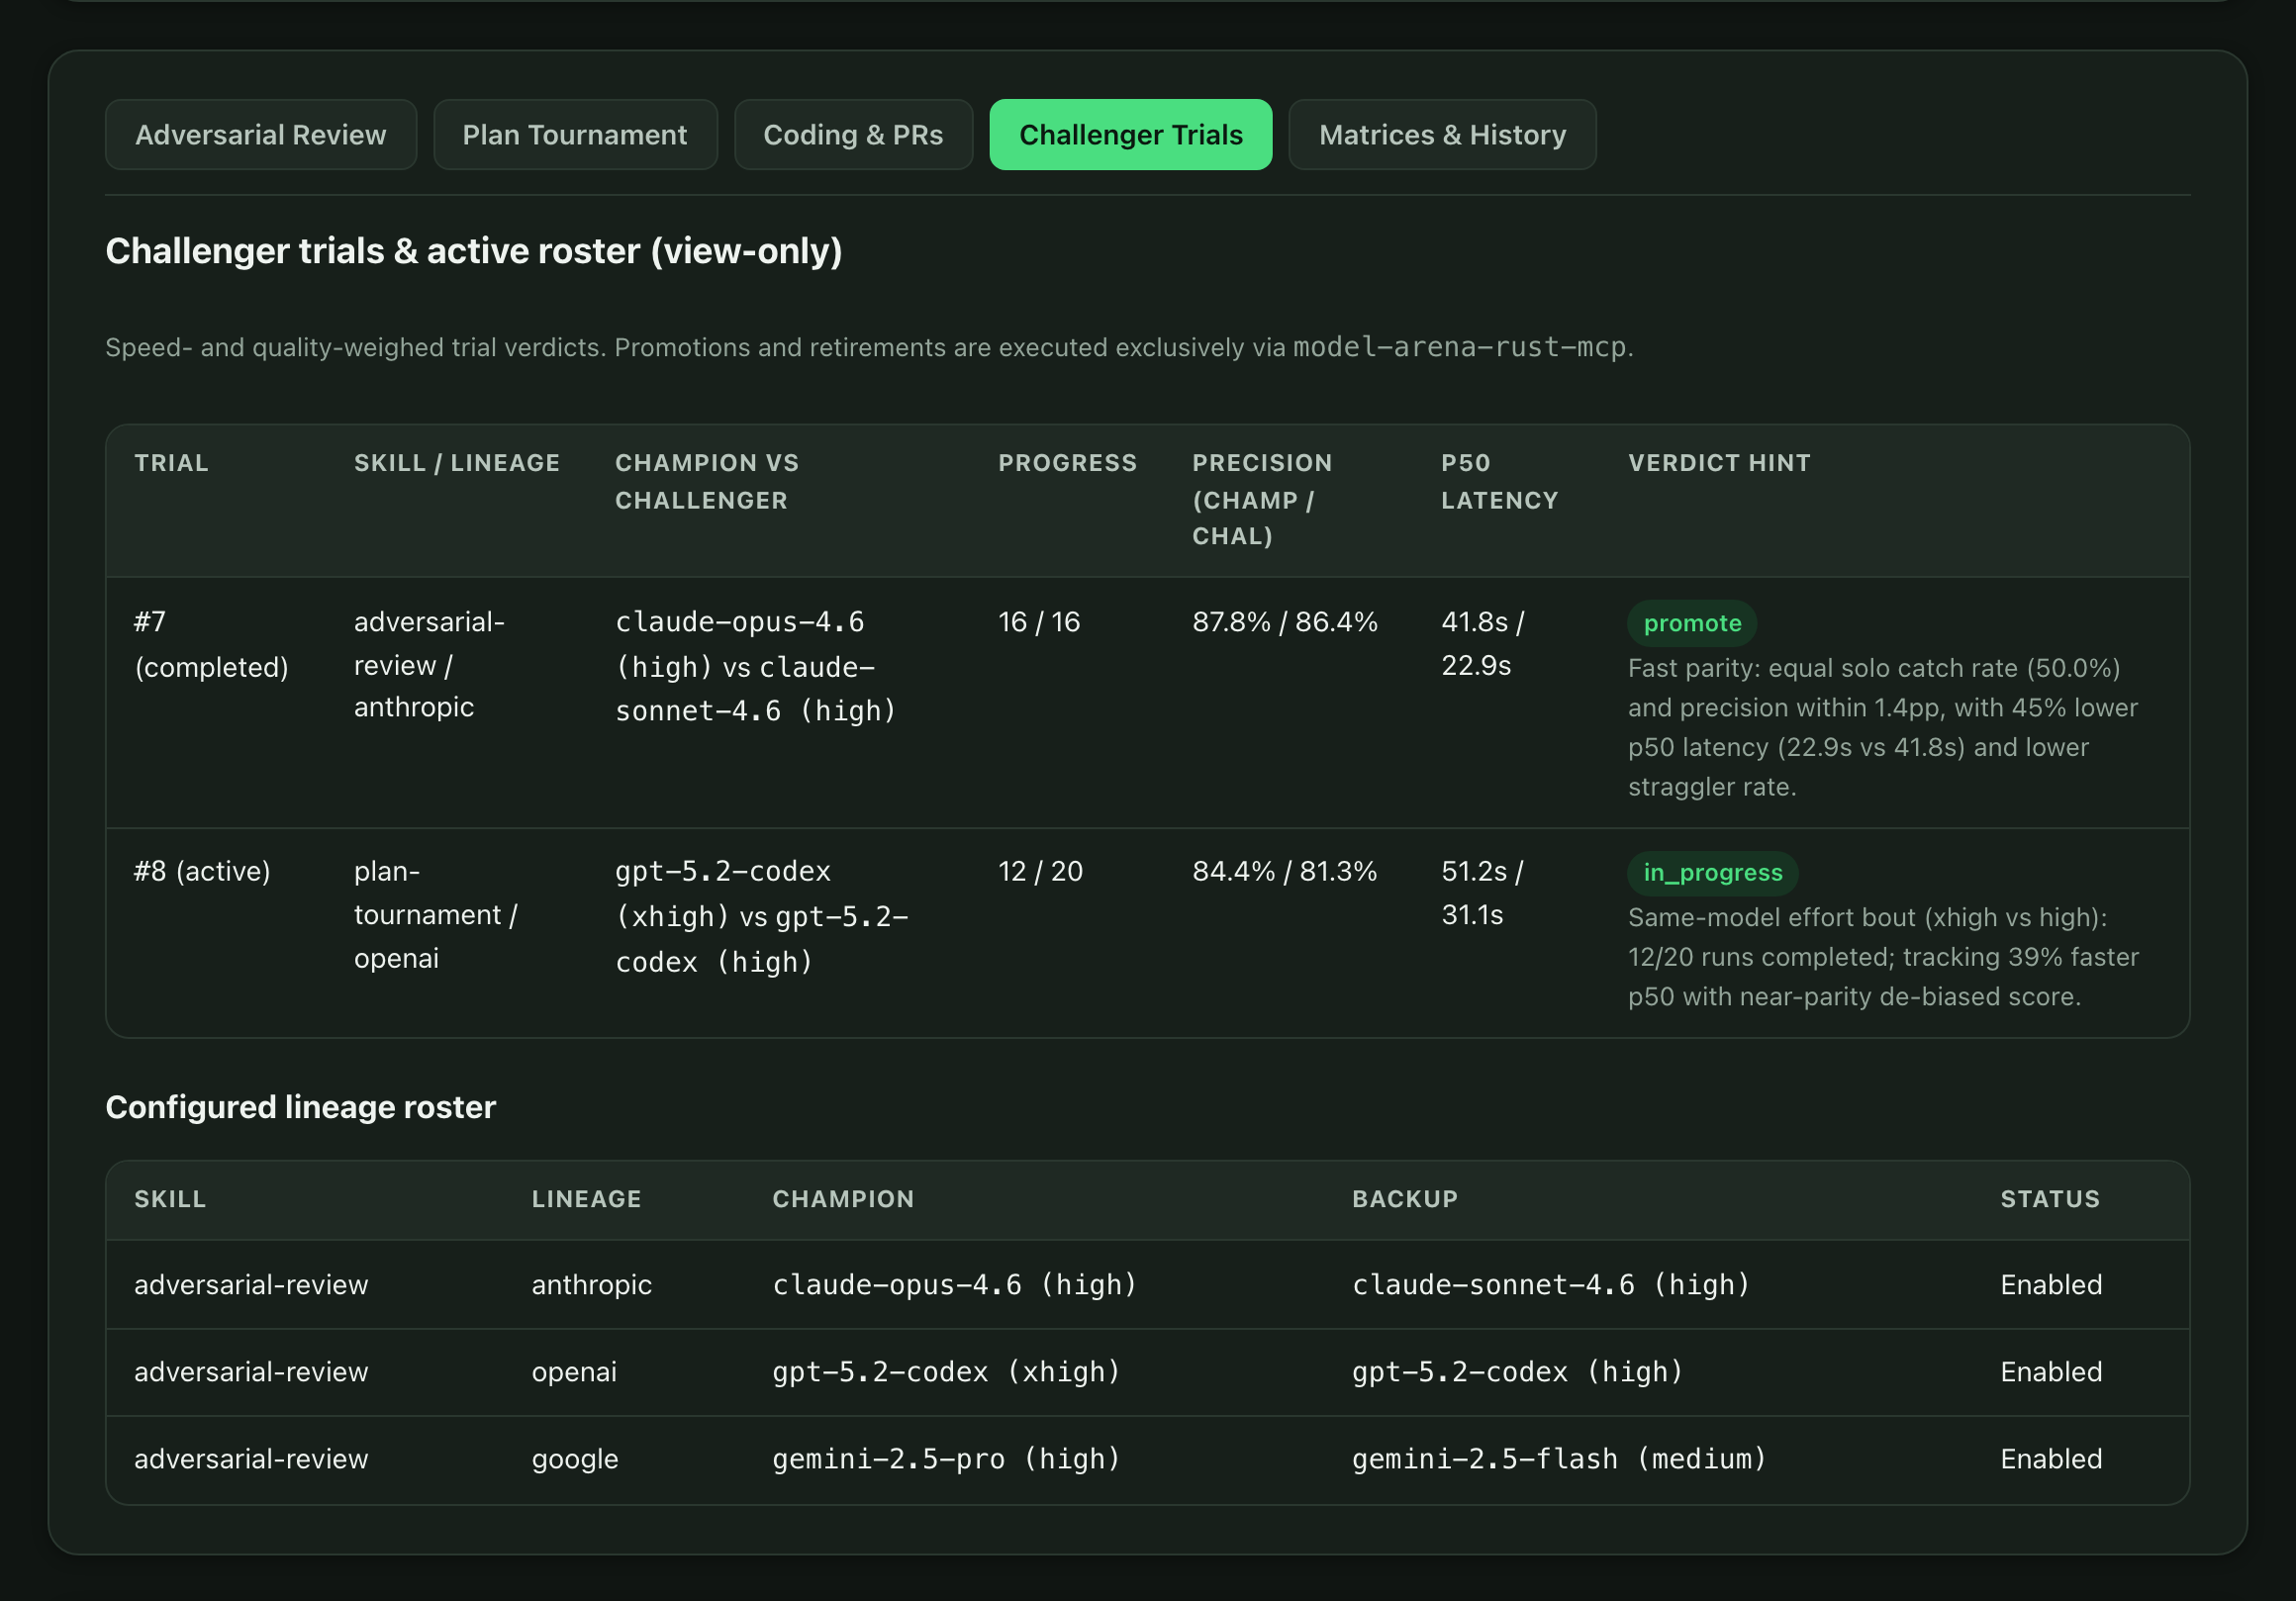 Adversarial Review
Plan Tournament
Coding & PRs
Challenger Trials
Matrices & History
Challenger trials & active roster (view-only)
Speed- and quality-weighed trial verdicts. Promotions and retirements are executed exclusively via model-arena-rust-mcp.
TRIAL
SKILL / LINEAGE
CHAMPION VS
CHALLENGER
PROGRESS
PRECISION
(CHAMP /
CHAL)
P50
LATENCY
VERDICT HINT
#7
(completed)
adversarial-
review /
anthropic
claude-opus-4.6
(high) vs claude-
sonnet-4.6 (high)
16 / 16
87.8% / 86.4%
41.8s /
22.9s
promote
Fast parity: equal solo catch rate (50.0%)
and precision within 1.4pp, with 45% lower
p50 latency (22.9s vs 41.8s) and lower
straggler rate.
#8 (active)
plan-
tournament /
openai
gpt-5.2-codex
(xhigh) vs gpt-5.2-
codex (high)
12 / 20
84.4% / 81.3%
51.2s /
31.1s
in_progress
Same-model effort bout (xhigh vs high):
12/20 runs completed; tracking 39% faster
p50 with near-parity de-biased score.
Configured lineage roster
SKILL
LINEAGE
CHAMPION
BACKUP
STATUS
adversarial-review
anthropic
claude-opus-4.6 (high)
claude-sonnet-4.6 (high)
Enabled
adversarial-review
openai
gpt-5.2-codex (xhigh)
gpt-5.2-codex (high)
Enabled
adversarial-review
google
gemini-2.5-pro (high)
gemini-2.5-flash (medium)
Enabled